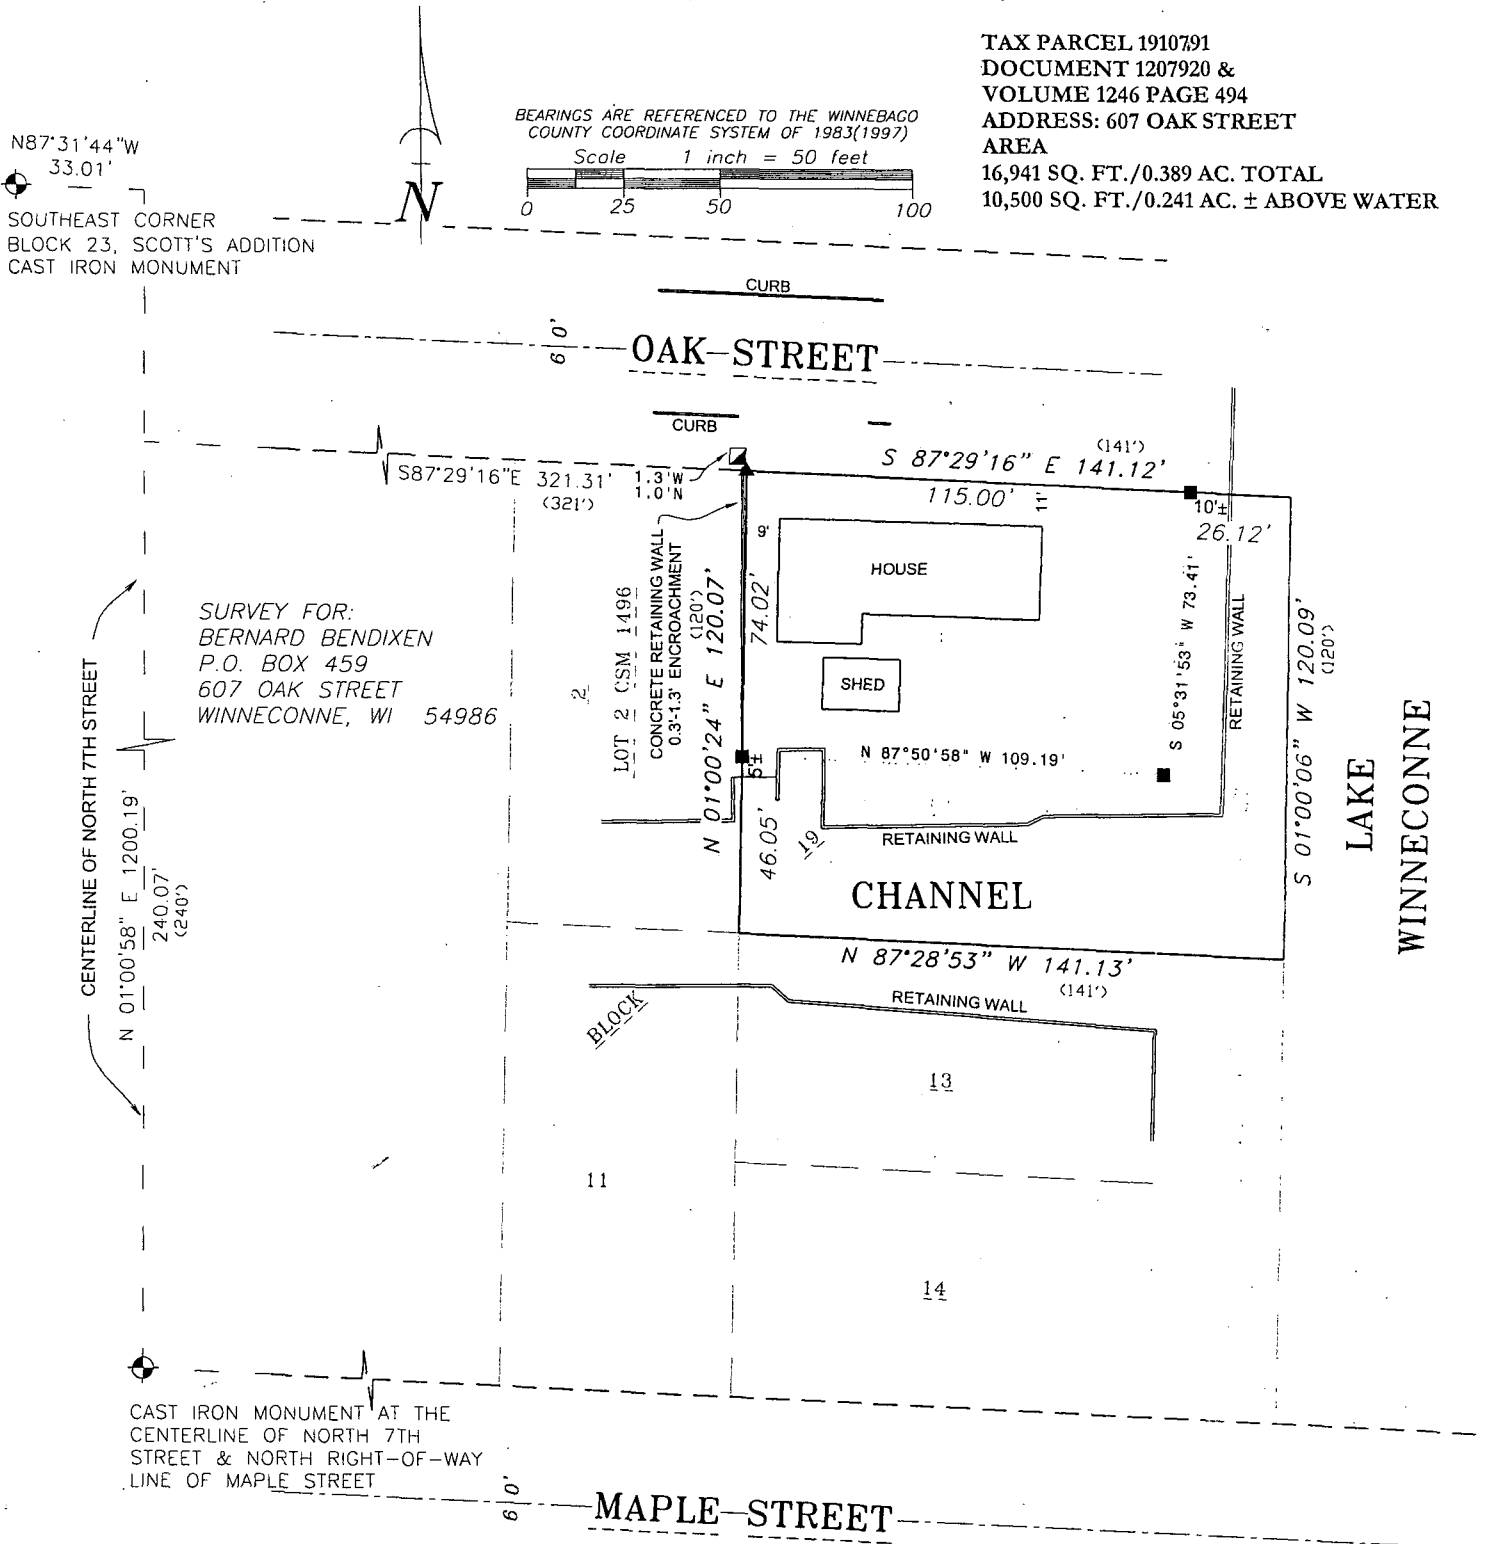 TAX PARCEL 1910791
DOCUMENT 1207920 &
VOLUME 1246 PAGE 494
ADDRESS: 607 OAK STREET
AREA
16,941 SQ. FT./0.389 AC. TOTAL
10,500 SQ. FT./0.241 AC. ± ABOVE WATER
BEARINGS ARE REFERENCED TO THE WINNEBAGO
COUNTY COORDINATE SYSTEM OF 1983(1997)
Scale 1 inch = 50 feet
0 25 50 100
N
N87°31'44"W
33.01'
SOUTHEAST CORNER
BLOCK 23, SCOTT'S ADDITION
CAST IRON MONUMENT
CURB
60'
OAK STREET
CURB
S87°29'16"E 321.31'
(321')
1.3'W
1.0'N
(141')
S 87°29'16" E 141.12'
115.00'
11'
10'±
26.12'
9'
HOUSE
SHED
CONCRETE RETAINING WALL
0.3'-1.3' ENCROACHMENT
LOT 2 CSM 1496
2
N 01°00'24" E 120.07'
(120')
74.02'
5'±
46.05'
N 87°50'58" W 109.19'
S 05°31'53" W 73.41'
RETAINING WALL
S 01°00'06" W 120.09'
(120')
LAKE
WINNECONNE
SURVEY FOR:
BERNARD BENDIXEN
P.O. BOX 459
607 OAK STREET
WINNECONNE, WI 54986
CENTERLINE OF NORTH 7TH STREET
N 01°00'58" E 1200.19'
240.07'
(240')
19
RETAINING WALL
CHANNEL
N 87°28'53" W 141.13'
(141')
RETAINING WALL
BLOCK
13
11
14
CAST IRON MONUMENT AT THE
CENTERLINE OF NORTH 7TH
STREET & NORTH RIGHT-OF-WAY
LINE OF MAPLE STREET
60'
MAPLE STREET